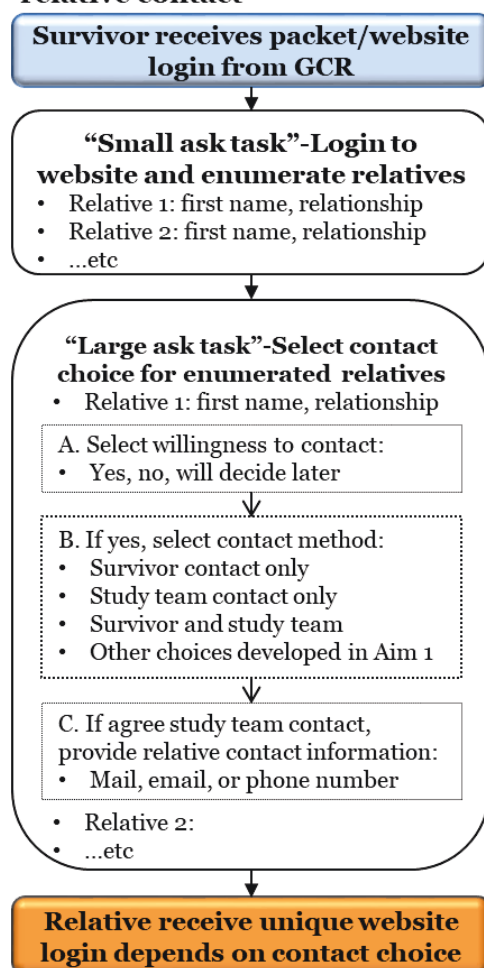 relative contact
Survivor receives packet/website
login from GCR
“Small ask task”-Login to
website and enumerate relatives
• Relative 1: first name, relationship
• Relative 2: first name, relationship
• ...etc
“Large ask task”-Select contact
choice for enumerated relatives
• Relative 1: first name, relationship
A. Select willingness to contact:
• Yes, no, will decide later
B. If yes, select contact method:
• Survivor contact only
• Study team contact only
• Survivor and study team
• Other choices developed in Aim 1
C. If agree study team contact,
provide relative contact information:
• Mail, email, or phone number
• Relative 2:
• ...etc
Relative receive unique website
login depends on contact choice